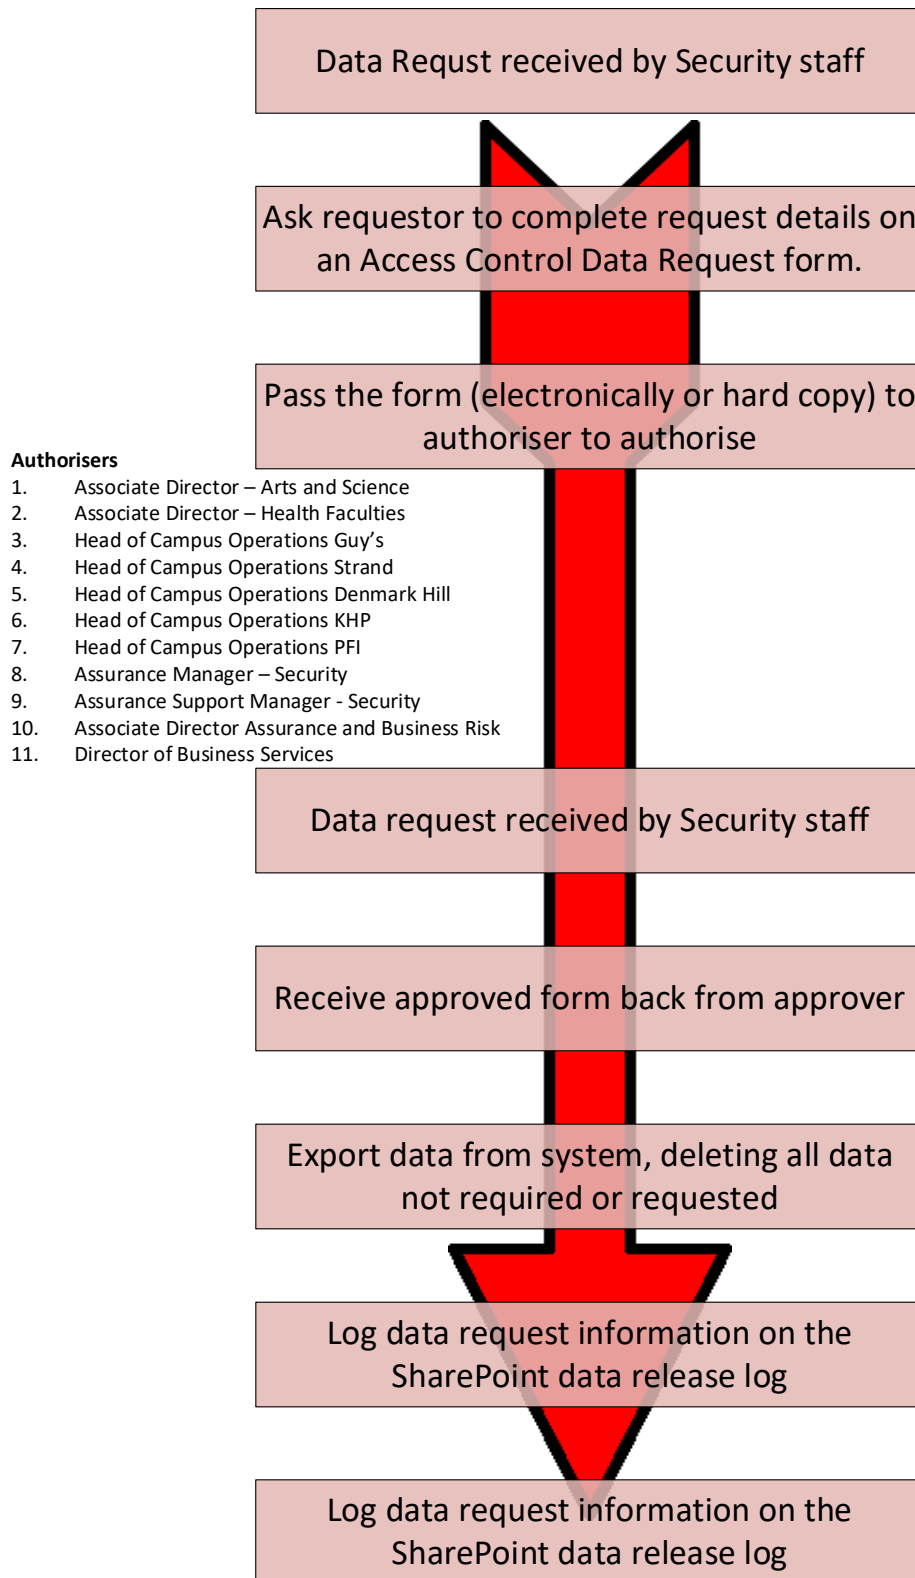 Data Requst received by Security staff
Ask requestor to complete request details on
an Access Control Data Request form.
Pass the form (electronically or hard copy) to
authoriser to authorise
Authorisers
1. Associate Director – Arts and Science
2. Associate Director – Health Faculties
3. Head of Campus Operations Guy's
4. Head of Campus Operations Strand
5. Head of Campus Operations Denmark Hill
6. Head of Campus Operations KHP
7. Head of Campus Operations PFI
8. Assurance Manager – Security
9. Assurance Support Manager - Security
10. Associate Director Assurance and Business Risk
11. Director of Business Services
Data request received by Security staff
Receive approved form back from approver
Export data from system, deleting all data
not required or requested
Log data request information on the
SharePoint data release log
Log data request information on the
SharePoint data release log